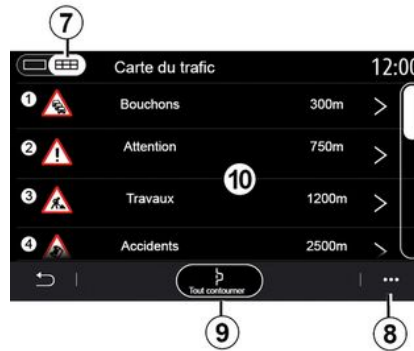 7
Carte du trafic 12:00
1 Bouchons 300m
2 Attention 750m
10
3 Travaux 1200m
4 Accidents 2500m
Tout contourner
9 8